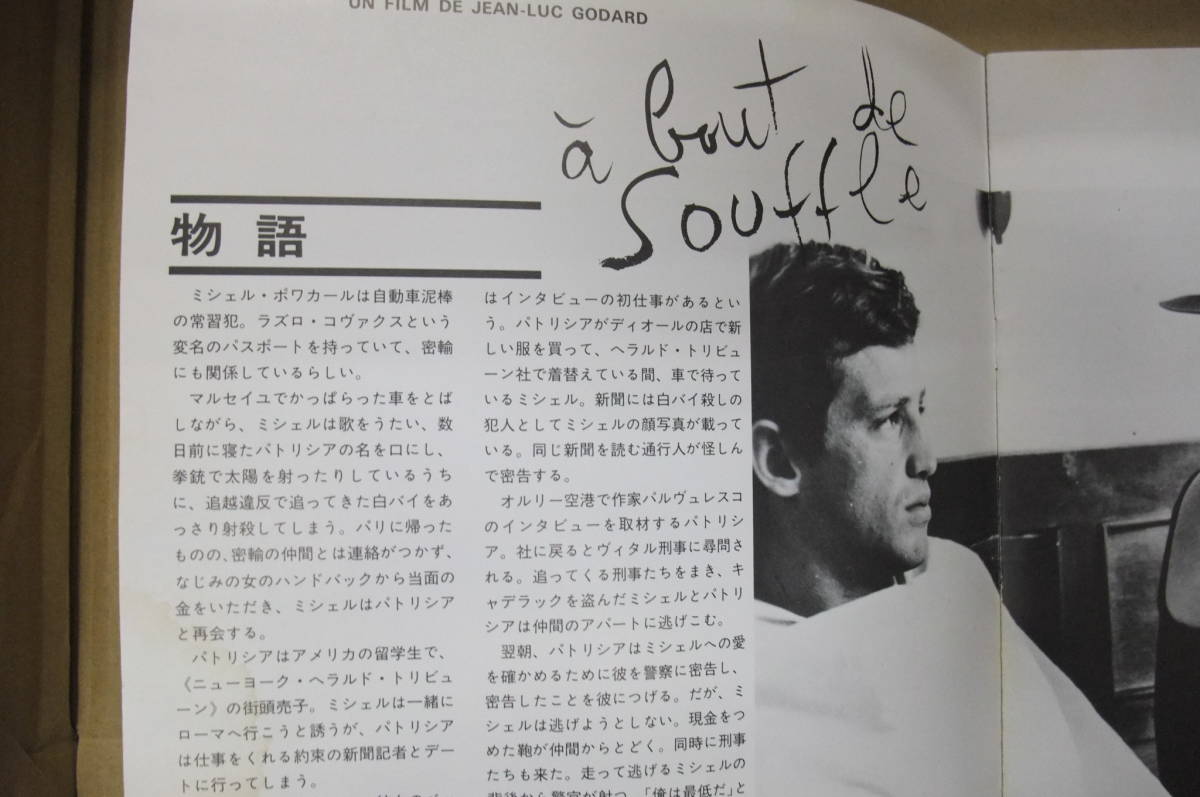 UN FILM DE JEAN-LUC GODARD
à bout de
souffle
物語
ミシェル・ポワカールは自動車泥棒
の常習犯。ラズロ・コヴァクスという
変名のパスポートを持っていて、密輸
にも関係しているらしい。
マルセイユでかっぱらった車をとば
しながら、ミシェルは歌をうたい、数
日前に寝たパトリシアの名を口にし、
拳銃で太陽を射ったりしているうち
に、追越違反で追ってきた白バイをあ
っさり射殺してしまう。パリに帰った
ものの、密輸の仲間とは連絡がつかず、
なじみの女のハンドバックから当面の
金をいただき、ミシェルはパトリシア
と再会する。
パトリシアはアメリカの留学生で、
《ニューヨーク・ヘラルド・トリビュ
ーン》の街頭売子。ミシェルは一緒に
ローマへ行こうと誘うが、パトリシア
は仕事をくれる約束の新聞記者とデー
トに行ってしまう。
はインタビューの初仕事があるとい
う。パトリシアがディオールの店で新
しい服を買って、ヘラルド・トリビュ
ーン社で着替えている間、車で待って
いるミシェル。新聞には白バイ殺しの
犯人としてミシェルの顔写真が載って
いる。同じ新聞を読む通行人が怪しん
で密告する。
オルリー空港で作家パルヴュレスコ
のインタビューを取材するパトリシ
ア。社に戻るとヴィタル刑事に尋問さ
れる。追ってくる刑事たちをまき、キ
ャデラックを盗んだミシェルとパトリ
シアは仲間のアパートに逃げこむ。
翌朝、パトリシアはミシェルへの愛
を確かめるために彼を警察に密告し、
密告したことを彼につげる。だが、ミ
シェルは逃げようとしない。現金をつ
めた鞄が仲間からとどく。同時に刑事
たちも来た。走って逃げるミシェルの
背後から警官が射つ。「俺は最低だ」と